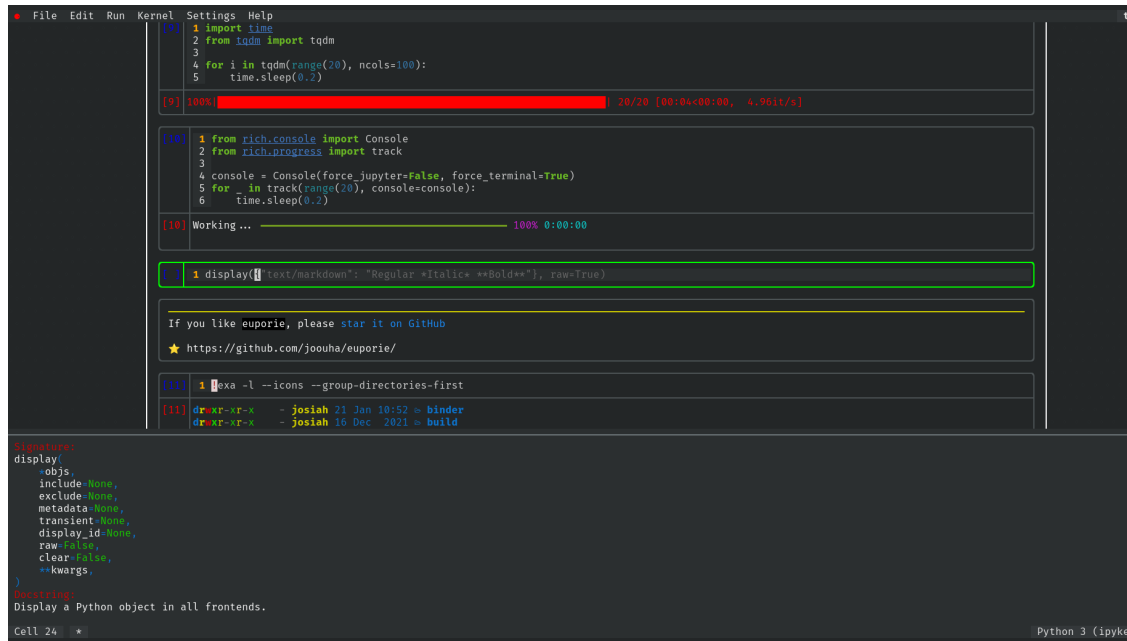 ● File Edit Run Kernel Settings Help
[9] 1 import time
2 from tqdm import tqdm
3
4 for i in tqdm(range(20), ncols=100):
5 time.sleep(0.2)
[9] 100%| | 20/20 [00:04<00:00, 4.96it/s]
[10] 1 from rich.console import Console
2 from rich.progress import track
3
4 console = Console(force_jupyter=False, force_terminal=True)
5 for _ in track(range(20), console=console):
6 time.sleep(0.2)
[10] Working... 100% 0:00:00
[ ] 1 display({"text/markdown": "Regular *Italic* **Bold**"}, raw=True)
If you like euporie, please star it on GitHub
⭐ https://github.com/joouha/euporie/
[11] 1 !exa -l --icons --group-directories-first
[11] drwxr-xr-x - josiah 21 Jan 10:52 binder
drwxr-xr-x - josiah 16 Dec 2021 build
Signature:
display(
*objs,
include=None,
exclude=None,
metadata=None,
transient=None,
display_id=None,
raw=False,
clear=False,
**kwargs,
)
Docstring:
Display a Python object in all frontends.
Cell 24 * Python 3 (ipyke